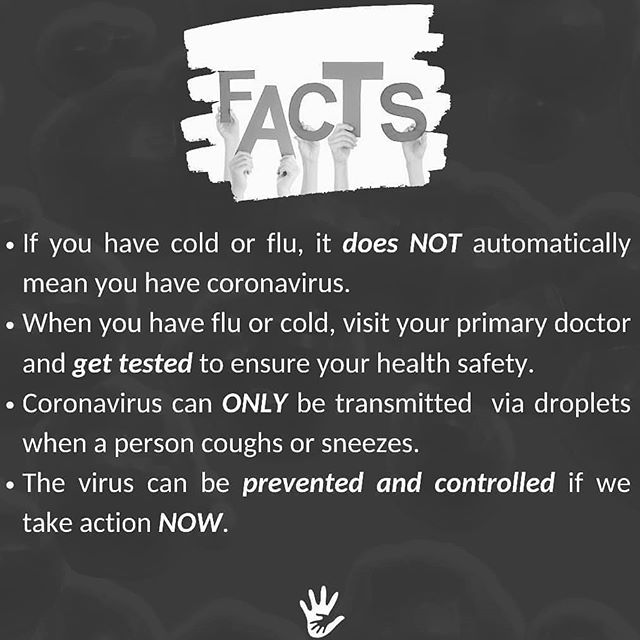 FACTS
• If you have cold or flu, it does NOT automatically
mean you have coronavirus.
• When you have flu or cold, visit your primary doctor
and get tested to ensure your health safety.
• Coronavirus can ONLY be transmitted via droplets
when a person coughs or sneezes.
• The virus can be prevented and controlled if we
take action NOW.